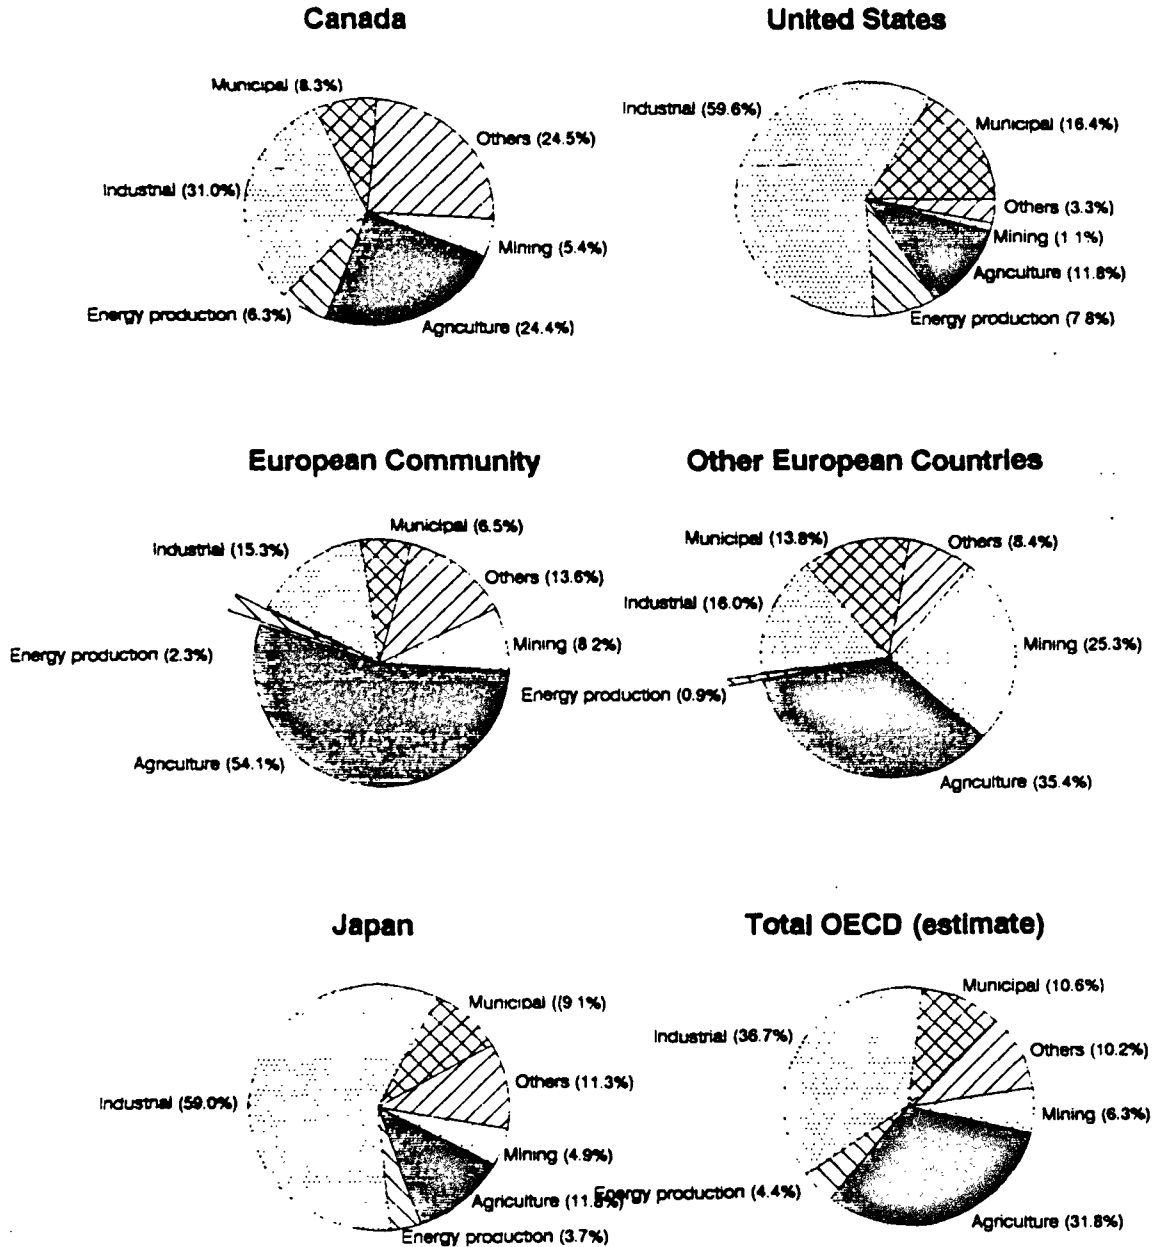 Canada
Municipal (8.3%)
Others (24.5%)
Industrial (31.0%)
Mining (5.4%)
Energy production (6.3%)
Agriculture (24.4%)
United States
Industrial (59.6%)
Municipal (16.4%)
Others (3.3%)
Mining (1 1%)
Agriculture (11.8%)
Energy production (7 8%)
European Community
Municipal (6.5%)
Industrial (15.3%)
Others (13.6%)
Mining (8 2%)
Energy production (2.3%)
Agriculture (54.1%)
Other European Countries
Municipal (13.8%)
Others (8.4%)
Industrial (16.0%)
Mining (25.3%)
Energy production (0.9%)
Agriculture (35.4%)
Japan
Municipal ((9 1%)
Others (11.3%)
Industrial (59.0%)
Mining (4.9%)
Agriculture (11.8%)
Energy production (3.7%)
Total OECD (estimate)
Municipal (10.6%)
Industrial (36.7%)
Others (10.2%)
Mining (6.3%)
Energy production (4.4%)
Agriculture (31.8%)